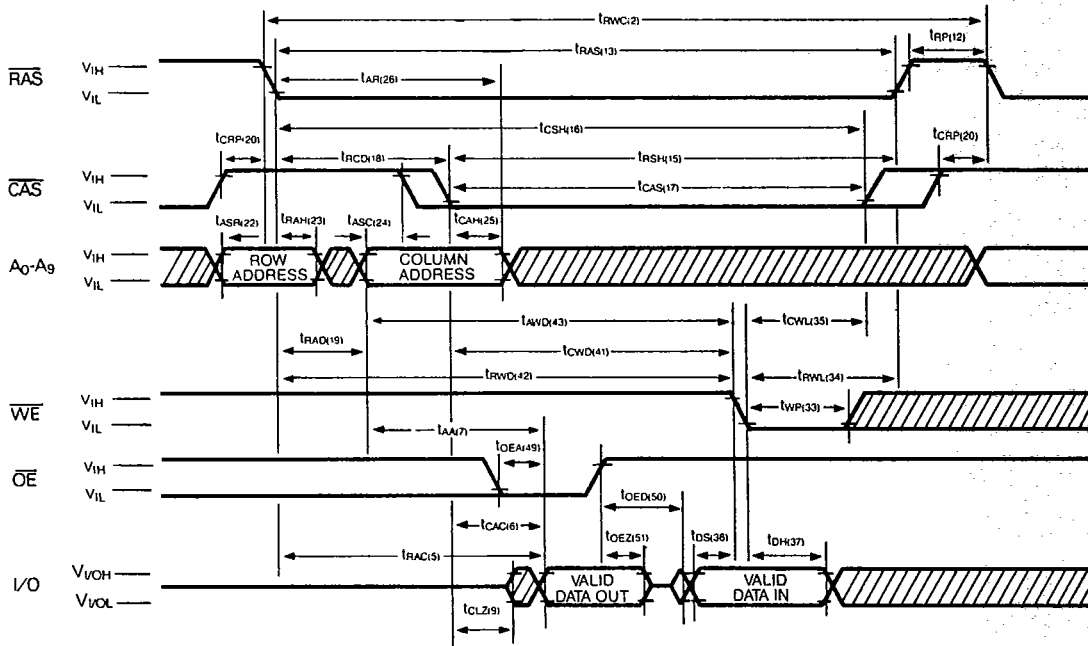 tRWC(2)
tRAS(13)
tRP(12)
tAR(26)
RAS
VIH
VIL
tCSH(16)
tCRP(20)
tRCD(18)
tRSH(15)
tCRP(20)
CAS
VIH
VIL
tCAS(17)
tASR(22)
tRAH(23)
tASC(24)
tCAH(25)
A0-A9
VIH
VIL
ROW
ADDRESS
COLUMN
ADDRESS
tAWD(43)
tCWL(35)
tRAD(19)
tCWD(41)
tRWD(42)
tRWL(34)
WE
VIH
VIL
tWP(33)
tAA(7)
tOEA(49)
OE
VIH
VIL
tOED(50)
tCAC(6)
tRAC(5)
tOEZ(51)
tDS(36)
tDH(37)
I/O
VI/OH
VI/OL
VALID
DATA OUT
VALID
DATA IN
tCLZ(9)